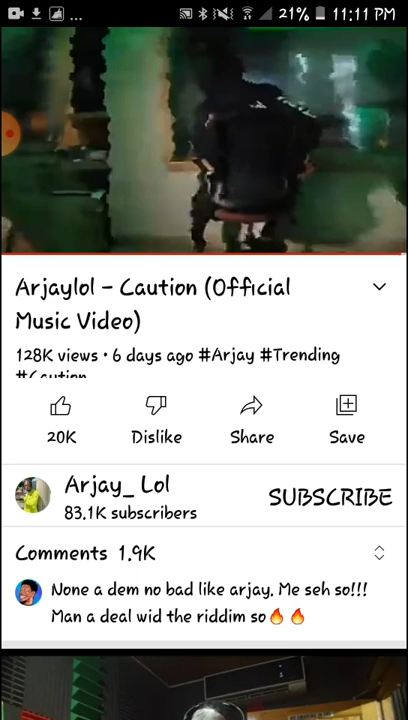 ... 21% 11:11 PM
Arjaylol - Caution (Official
Music Video)
128K views • 6 days ago #Arjay #Trending
#Caution
20K Dislike Share Save
Arjay_ Lol
83.1K subscribers
SUBSCRIBE
Comments 1.9K
None a dem no bad like arjay. Me seh so!!!
Man a deal wid the riddim so🔥🔥